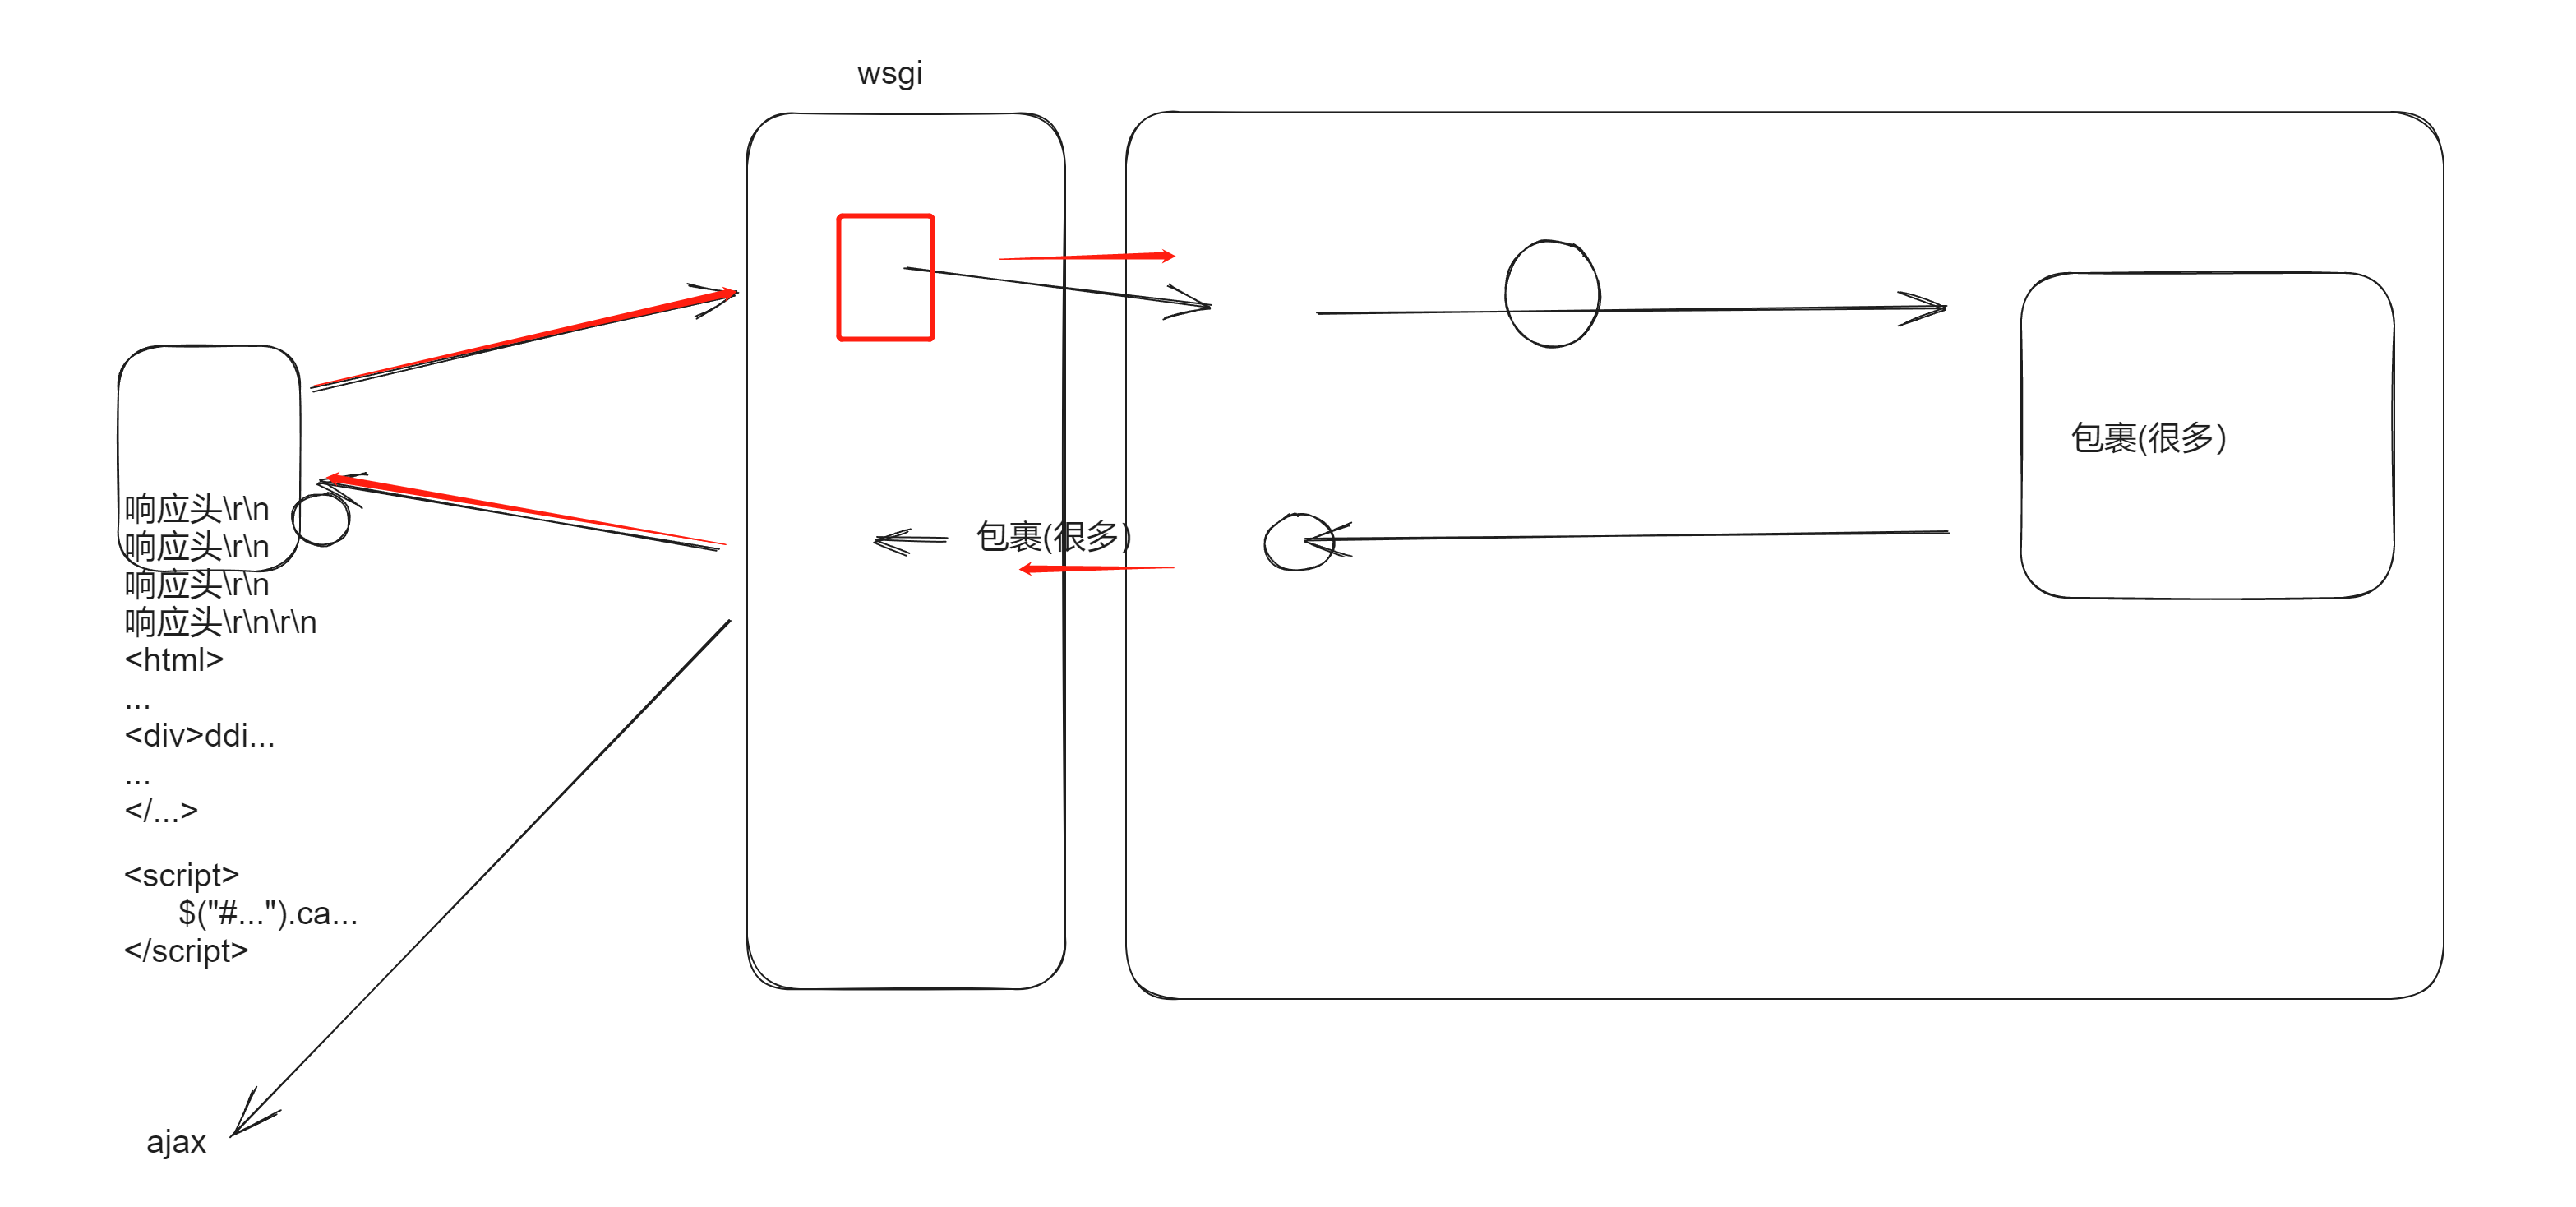 wsgi
包裹(很多)
包裹(很多)
响应头\r\n
响应头\r\n
响应头\r\n
响应头\r\n\r\n
<html>
...
<div>ddi...
...
</...>
<script>
$("#...").ca...
</script>
ajax